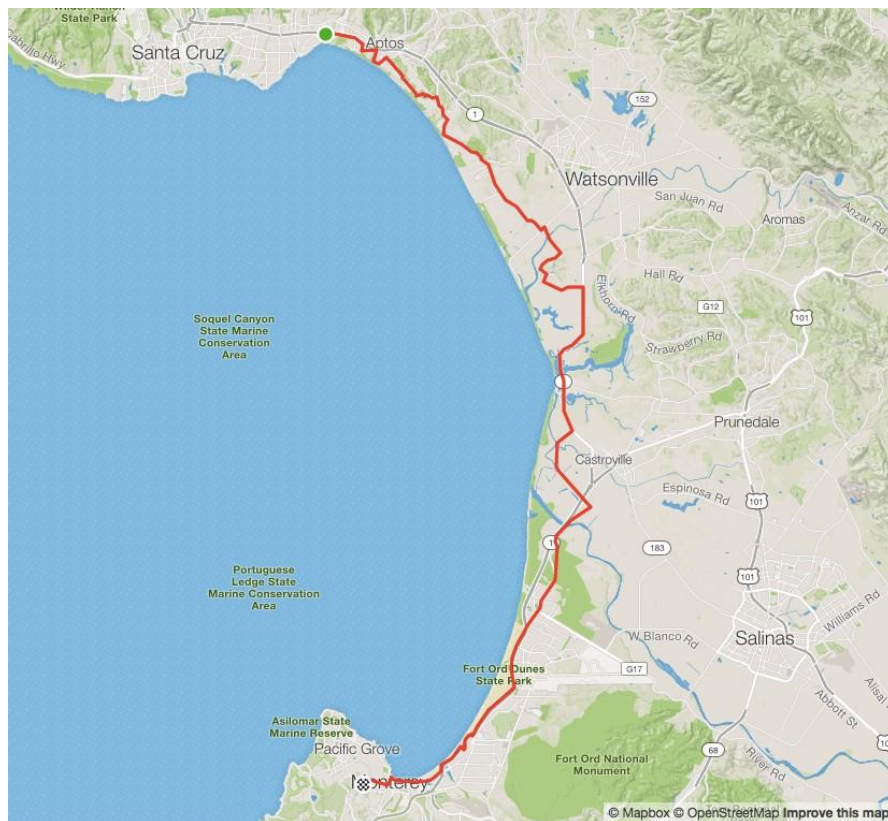 State Park
Santa Cruz
Aptos
Cabrillo Hwy
1
152
Watsonville
San Juan Rd
Aromas
Anzar Rd
Hall Rd
Elkhorn Rd
G12
101
Strawberry Rd
Soquel Canyon
State Marine
Conservation
Area
1
Prunedale
101
Castroville
Espinosa Rd
101
1
183
101
Portuguese
Ledge State
Marine Conservation
Area
Williams Rd
W Blanco Rd
Salinas
Fort Ord Dunes
State Park
G17
Abbott St
Alisal
Asilomar State
Marine Reserve
Pacific Grove
68
River Rd
Fort Ord National
Monument
Monterey
© Mapbox © OpenStreetMap Improve this map